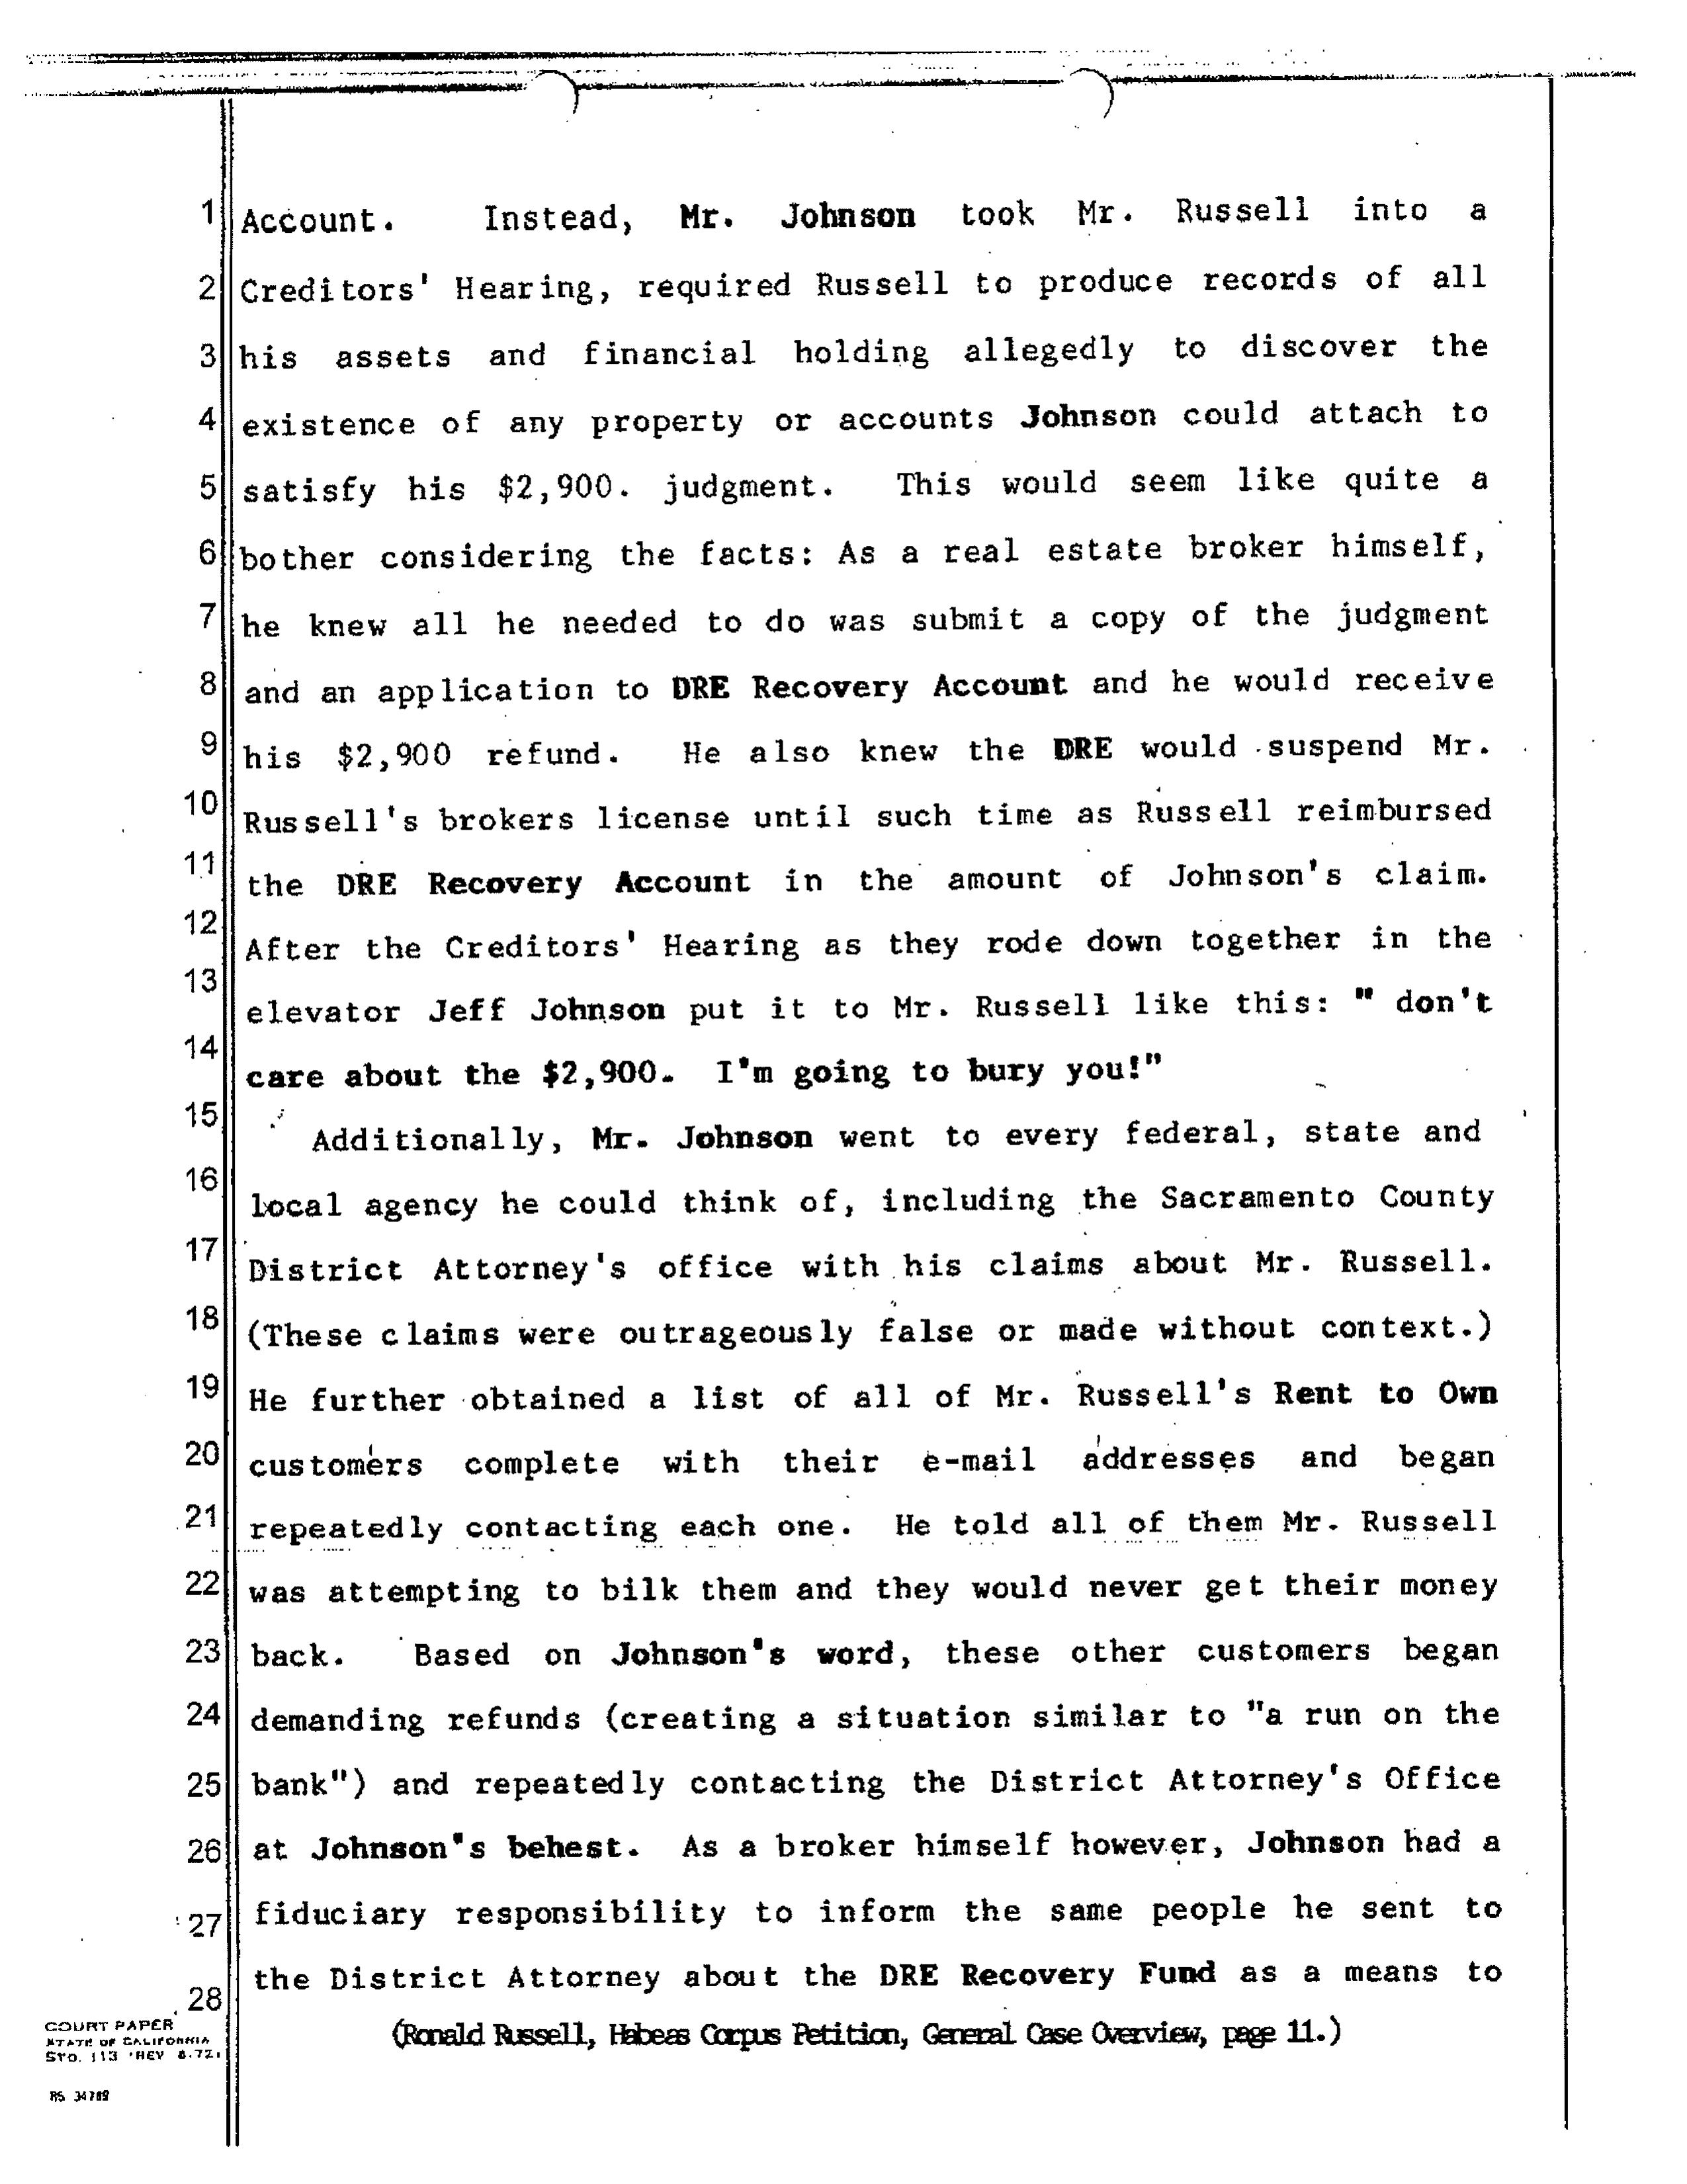 1 Account. Instead, Mr. Johnson took Mr. Russell into a
2 Creditors' Hearing, required Russell to produce records of all
3 his assets and financial holding allegedly to discover the
4 existence of any property or accounts Johnson could attach to
5 satisfy his $2,900. judgment. This would seem like quite a
6 bother considering the facts: As a real estate broker himself,
7 he knew all he needed to do was submit a copy of the judgment
8 and an application to DRE Recovery Account and he would receive
9 his $2,900 refund. He also knew the DRE would suspend Mr.
10 Russell's brokers license until such time as Russell reimbursed
11 the DRE Recovery Account in the amount of Johnson's claim.
12 After the Creditors' Hearing as they rode down together in the
13 elevator Jeff Johnson put it to Mr. Russell like this: " don't
14 care about the $2,900. I'm going to bury you!"
15 Additionally, Mr. Johnson went to every federal, state and
16 local agency he could think of, including the Sacramento County
17 District Attorney's office with his claims about Mr. Russell.
18 (These claims were outrageously false or made without context.)
19 He further obtained a list of all of Mr. Russell's Rent to Own
20 customers complete with their e-mail addresses and began
21 repeatedly contacting each one. He told all of them Mr. Russell
22 was attempting to bilk them and they would never get their money
23 back. Based on Johnson's word, these other customers began
24 demanding refunds (creating a situation similar to "a run on the
25 bank") and repeatedly contacting the District Attorney's Office
26 at Johnson's behest. As a broker himself however, Johnson had a
27 fiduciary responsibility to inform the same people he sent to
28 the District Attorney about the DRE Recovery Fund as a means to
(Ronald Russell, Habeas Corpus Petition, General Case Overview, page 11.)
COURT PAPER
STATE OF CALIFORNIA
STD. 113 (REV 8.72)
85 34769